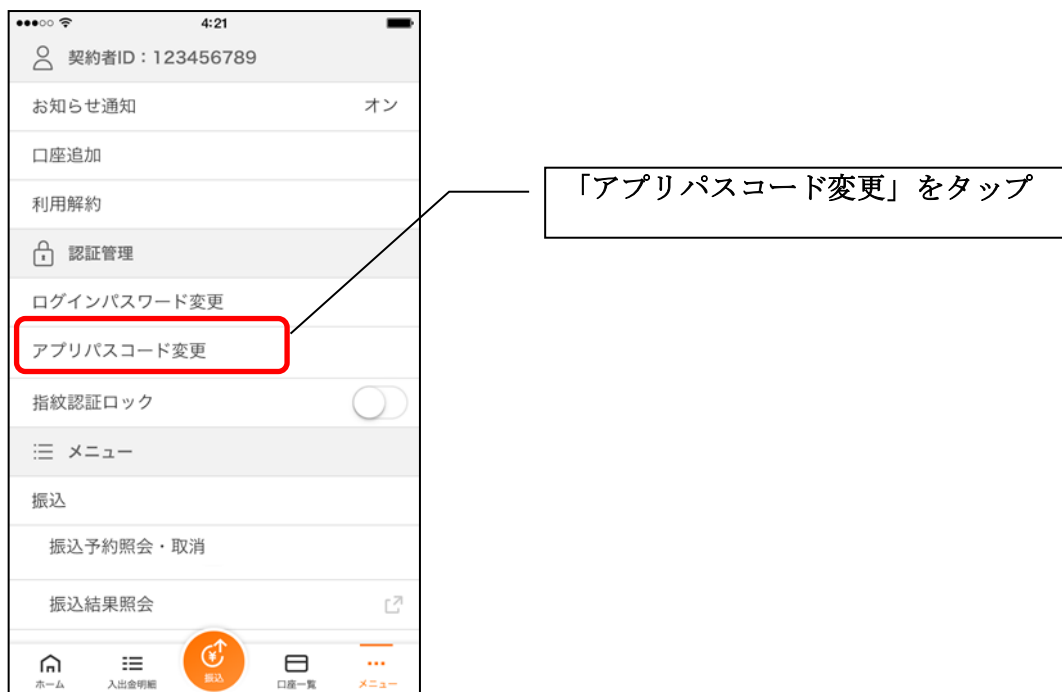 4:21
契約者ID：123456789
お知らせ通知 オン
口座追加
利用解約
認証管理
ログインパスワード変更
アプリパスコード変更
指紋認証ロック
メニュー
振込
振込予約照会・取消
振込結果照会
ホーム 入出金明細 振込 口座一覧 メニュー
「アプリパスコード変更」をタップ